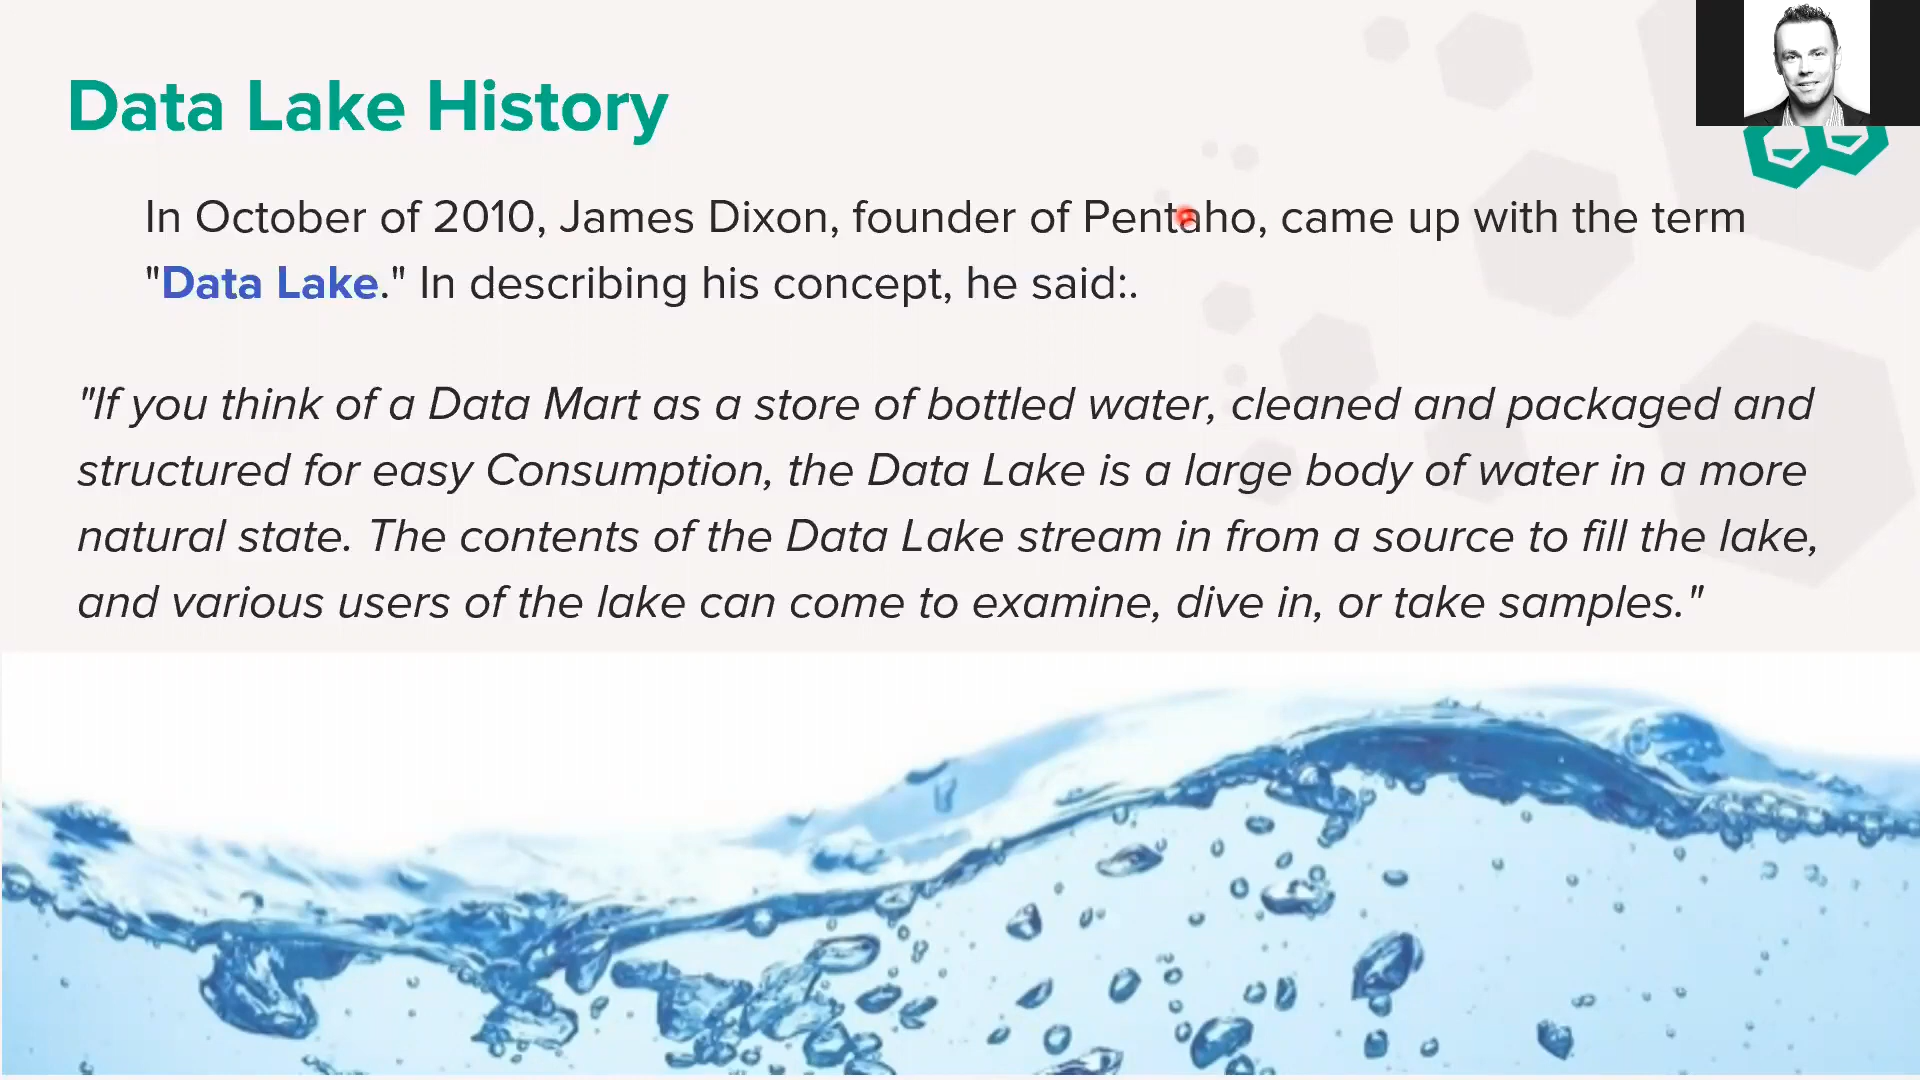 Data Lake History
In October of 2010, James Dixon, founder of Pentaho, came up with the term
"Data Lake." In describing his concept, he said:.
"If you think of a Data Mart as a store of bottled water, cleaned and packaged and
structured for easy Consumption, the Data Lake is a large body of water in a more
natural state. The contents of the Data Lake stream in from a source to fill the lake,
and various users of the lake can come to examine, dive in, or take samples."